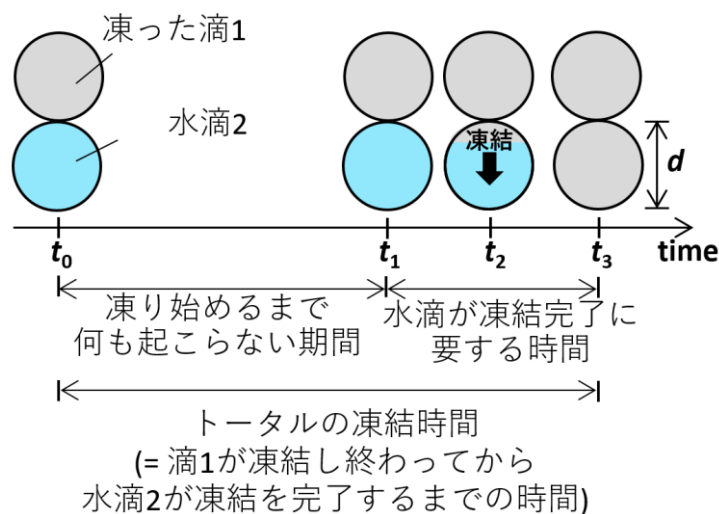 凍った滴1
水滴2
凍結
d
t0 t1 t2 t3 time
凍り始めるまで
何も起こらない期間
水滴が凍結完了に
要する時間
トータルの凍結時間
(= 滴1が凍結し終わってから
水滴2が凍結を完了するまでの時間)